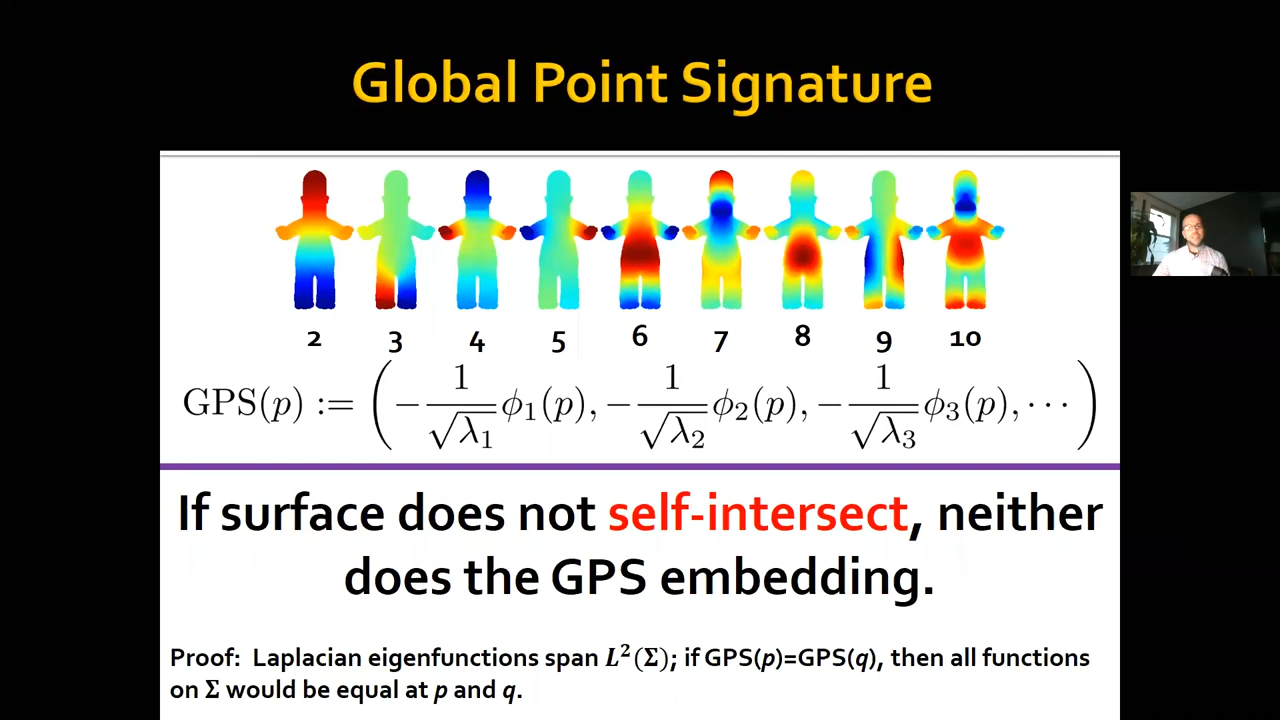 Global Point Signature
2 3 4 5 6 7 8 9 10
GPS(p) := ( − 1/√λ₁ ϕ₁(p), − 1/√λ₂ ϕ₂(p), − 1/√λ₃ ϕ₃(p), ⋯ )
If surface does not self-intersect, neither
does the GPS embedding.
Proof: Laplacian eigenfunctions span L²(Σ); if GPS(p)=GPS(q), then all functions
on Σ would be equal at p and q.